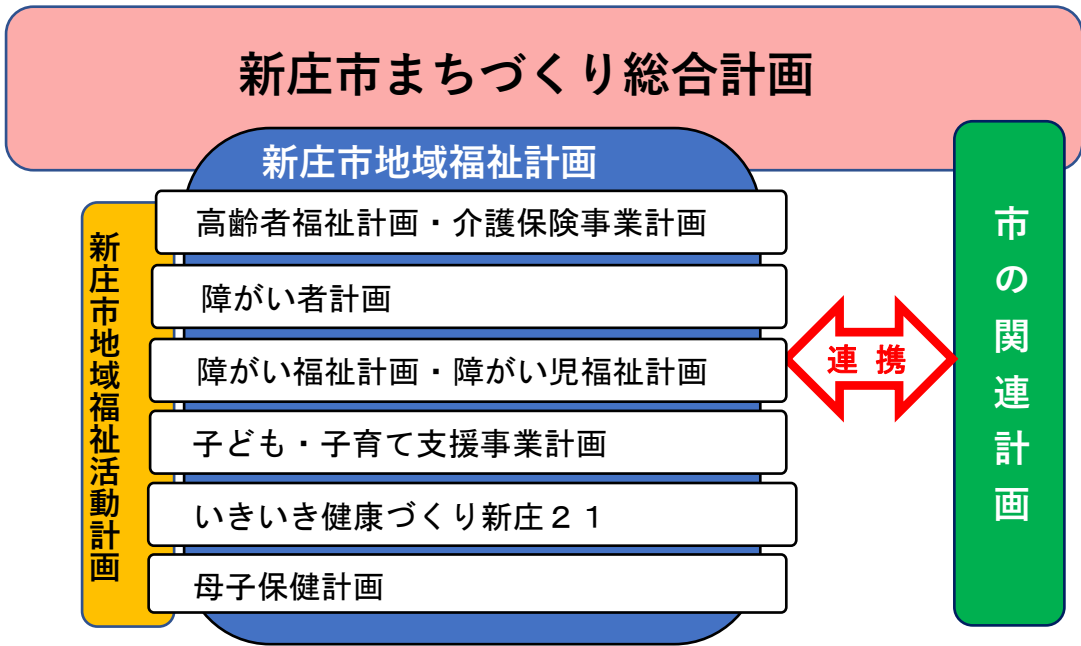 新庄市まちづくり総合計画
新庄市地域福祉計画
新庄市地域福祉活動計画
高齢者福祉計画・介護保険事業計画
障がい者計画
障がい福祉計画・障がい児福祉計画
子ども・子育て支援事業計画
いきいき健康づくり新庄２１
母子保健計画
連 携
市の関連計画